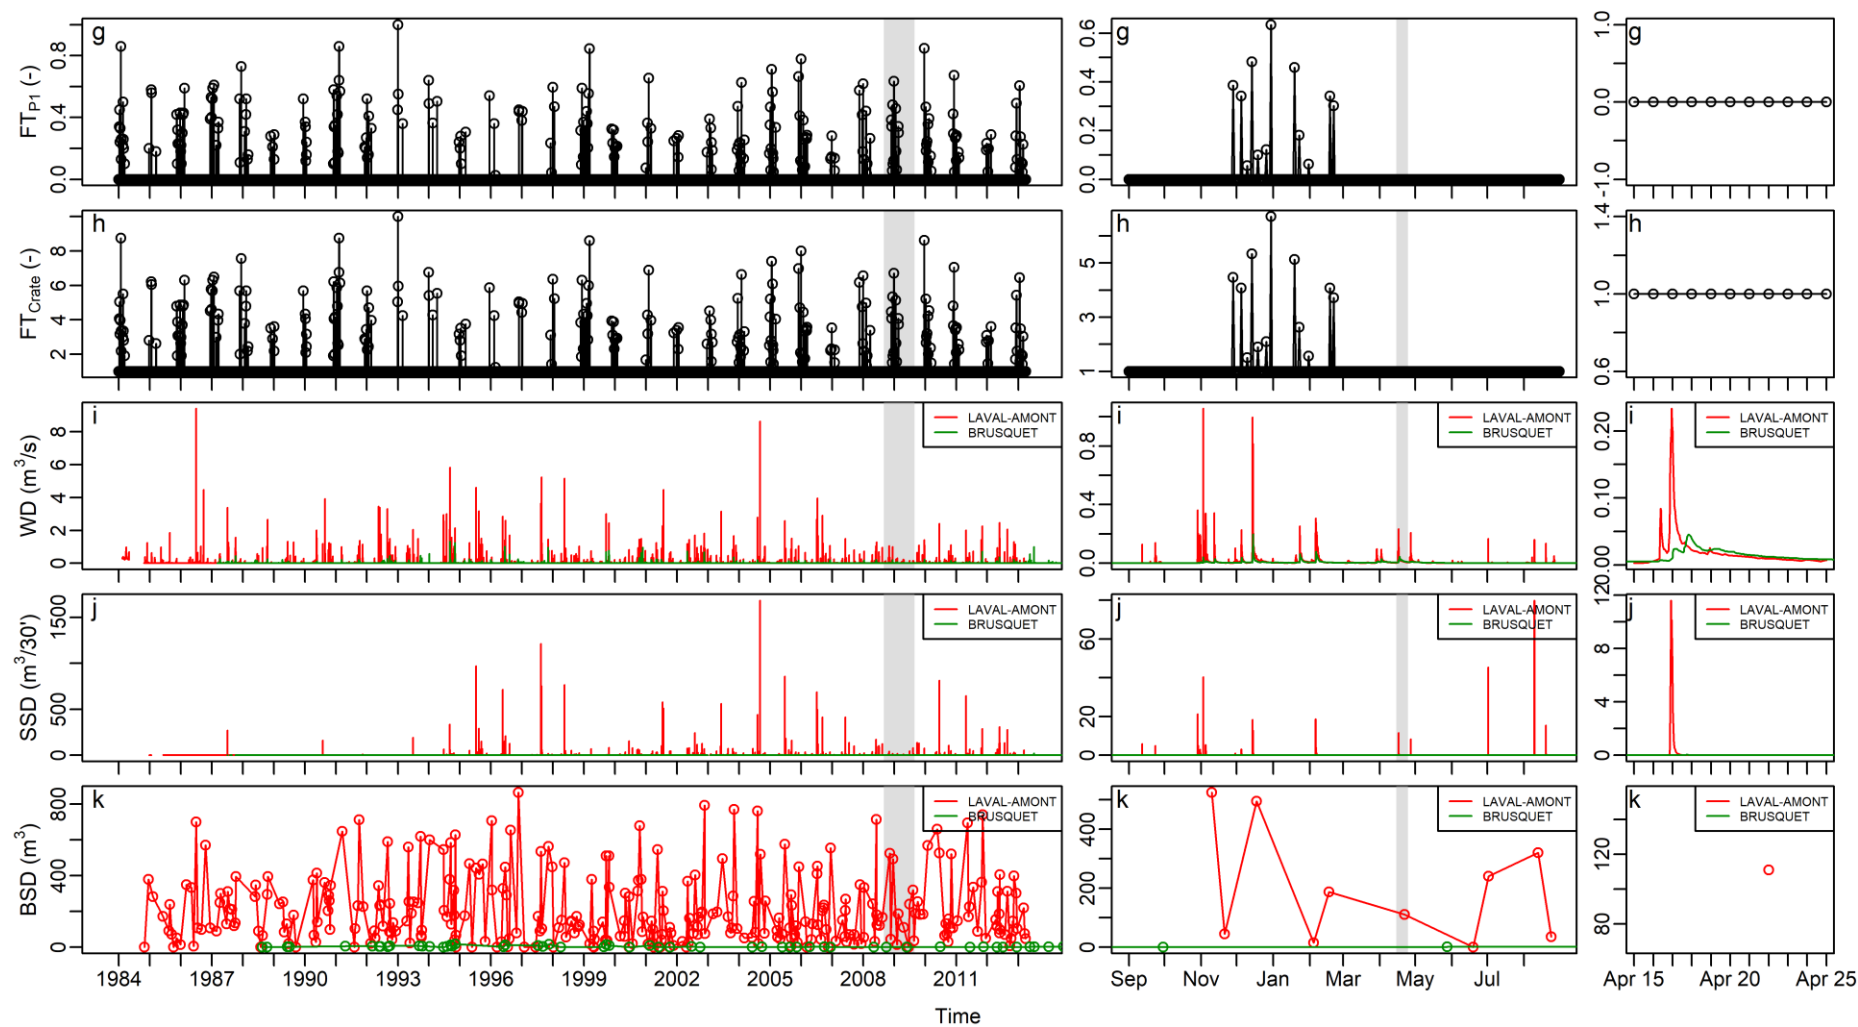 g
g
g
FT_P1 (-)
0.0
0.4
0.8
0.0
0.2
0.4
0.6
-1.0
0.0
1.0
h
h
h
FT_Crate (-)
2
4
6
8
1
3
5
0.6
1.0
1.4
i
LAVAL-AMONT
BRUSQUET
i
LAVAL-AMONT
BRUSQUET
i
LAVAL-AMONT
BRUSQUET
WD (m³/s)
0
2
4
6
8
0.0
0.4
0.8
0.00
0.10
0.20
j
LAVAL-AMONT
BRUSQUET
j
LAVAL-AMONT
BRUSQUET
j
LAVAL-AMONT
BRUSQUET
SSD (m³/30')
0
500
1500
0
20
60
0
4
8
12
k
LAVAL-AMONT
BRUSQUET
k
LAVAL-AMONT
BRUSQUET
k
LAVAL-AMONT
BRUSQUET
BSD (m³)
0
400
800
0
200
400
80
120
1984 1987 1990 1993 1996 1999 2002 2005 2008 2011
Sep Nov Jan Mar May Jul
Apr 15 Apr 20 Apr 25
Time